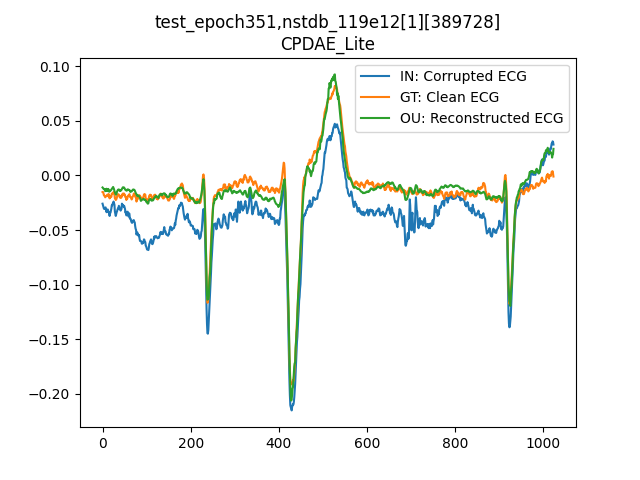 test_epoch351,nstdb_119e12[1][389728]
CPDAE_Lite
IN: Corrupted ECG
GT: Clean ECG
OU: Reconstructed ECG
0.10
0.05
0.00
−0.05
−0.10
−0.15
−0.20
0 200 400 600 800 1000